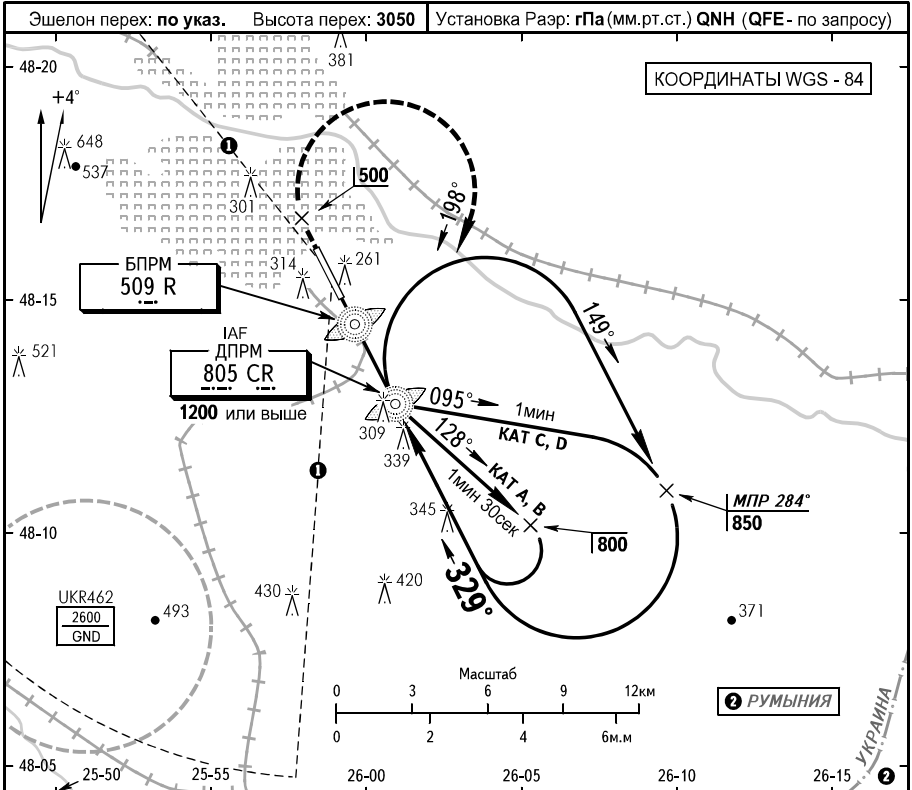 Эшелон перех: по указ. Высота перех: 3050
Установка Раэр: гПа (мм.рт.ст.) QNH (QFE - по запросу)
48-20
381
КООРДИНАТЫ WGS - 84
+4°
648
537
1
301
500
198°
БПРМ
509 R
314
261
48-15
149°
521
IAF
ДПРМ
805 CR
1200 или выше
095°
1мин
КАТ C, D
309
339
128°
КАТ A, B
1мин 30сек
1
345
МПР 284°
850
800
48-10
329°
UKR462
2600
GND
493
430
420
371
Масштаб
0 3 6 9 12км
0 2 4 6м.м
2 РУМЫНИЯ
УКРАИНА
48-05
25-50 25-55 26-00 26-05 26-10 26-15
2